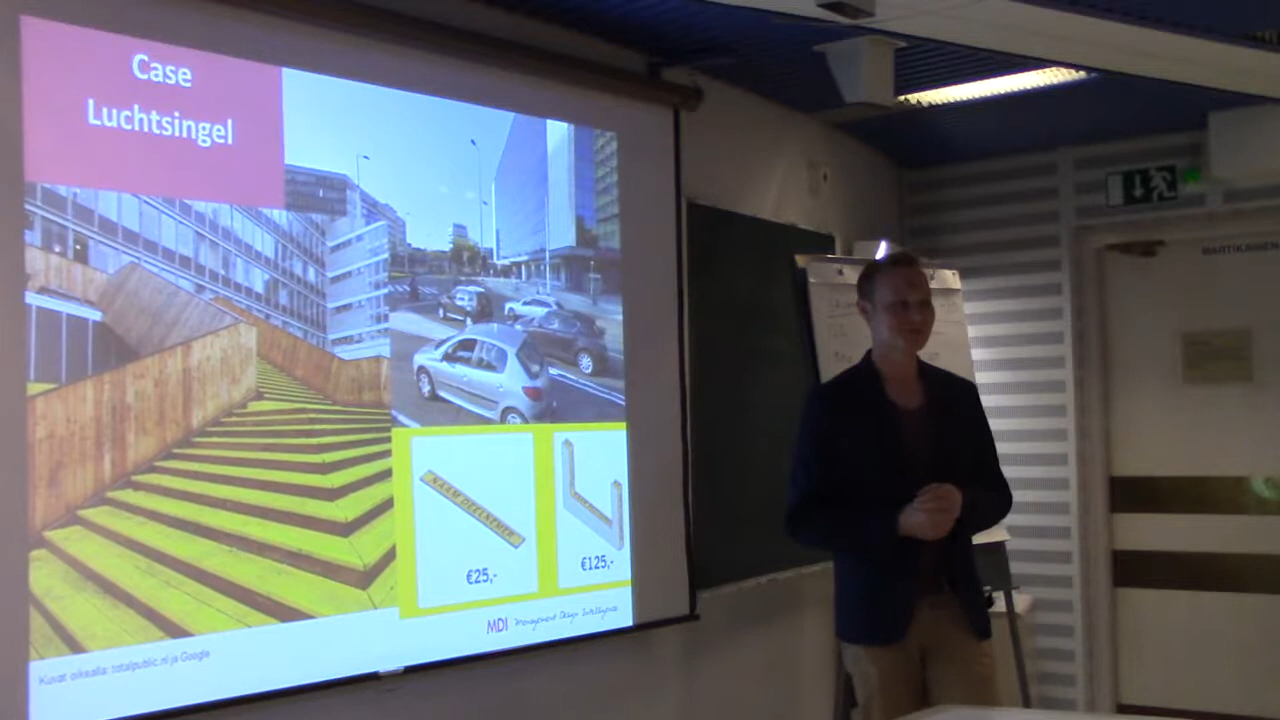 Case
Luchtsingel
NAAM DEELNEMER
€25,-
€125,-
MDI Management Design Intelligence
Kuvat oikealla: totalpublic.nl ja Google
MARTIKAINEN